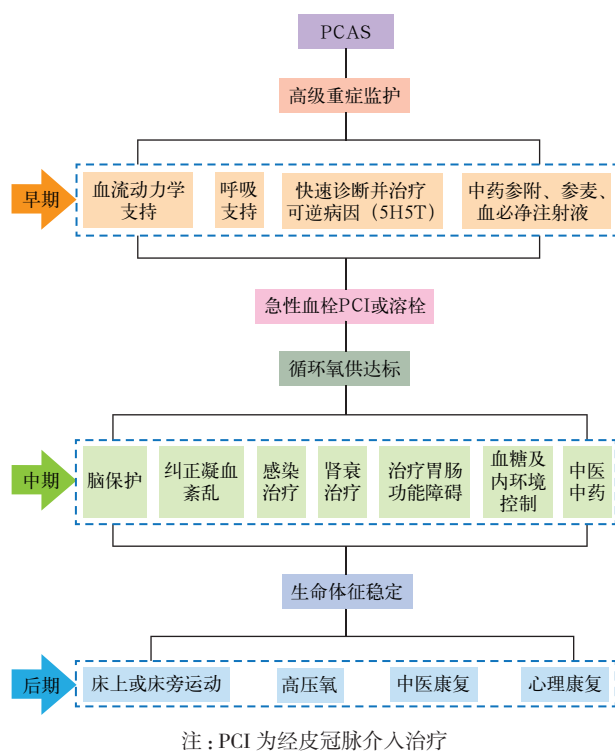 PCAS
高级重症监护
早期
血流动力学
支持
呼吸
支持
快速诊断并治疗
可逆病因（5H5T）
中药参附、参麦、
血必净注射液
急性血栓PCI或溶栓
循环氧供达标
中期
脑保护
纠正凝血
紊乱
感染
治疗
肾衰
治疗
治疗胃肠
功能障碍
血糖及
内环境
控制
中医
中药
生命体征稳定
后期
床上或床旁运动
高压氧
中医康复
心理康复
注：PCI 为经皮冠脉介入治疗